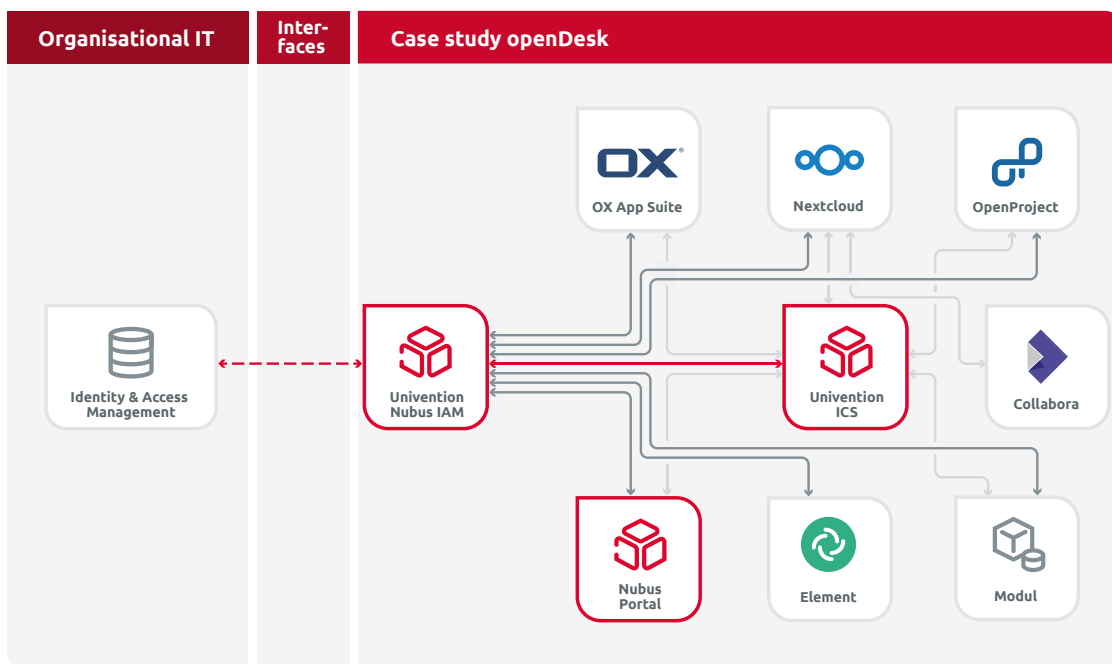 Organisational IT
Inter-
faces
Case study openDesk
OX®
OX App Suite
Nextcloud
OpenProject
Identity & Access
Management
Univention
Nubus IAM
Univention
ICS
Collabora
Nubus
Portal
Element
Modul